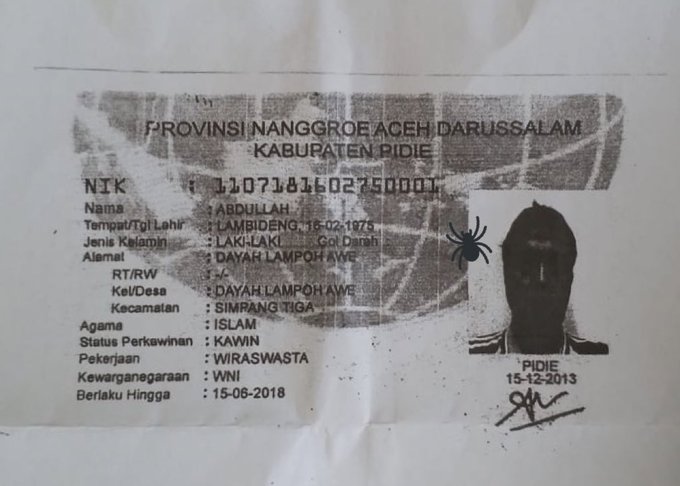 PROVINSI NANGGROE ACEH DARUSSALAM
KABUPATEN PIDIE
NIK : 1107181602750001
Nama : ABDULLAH
Tempat/Tgl Lahir : LAMBIDENG, 16-02-1975
Jenis Kelamin : LAKI-LAKI Gol Darah :
Alamat : DAYAH LAMPOH AWE
RT/RW : -/-
Kel/Desa : DAYAH LAMPOH AWE
Kecamatan : SIMPANG TIGA
Agama : ISLAM
Status Perkawinan : KAWIN
Pekerjaan : WIRASWASTA
Kewarganegaraan : WNI
Berlaku Hingga : 15-06-2018
PIDIE
15-12-2013